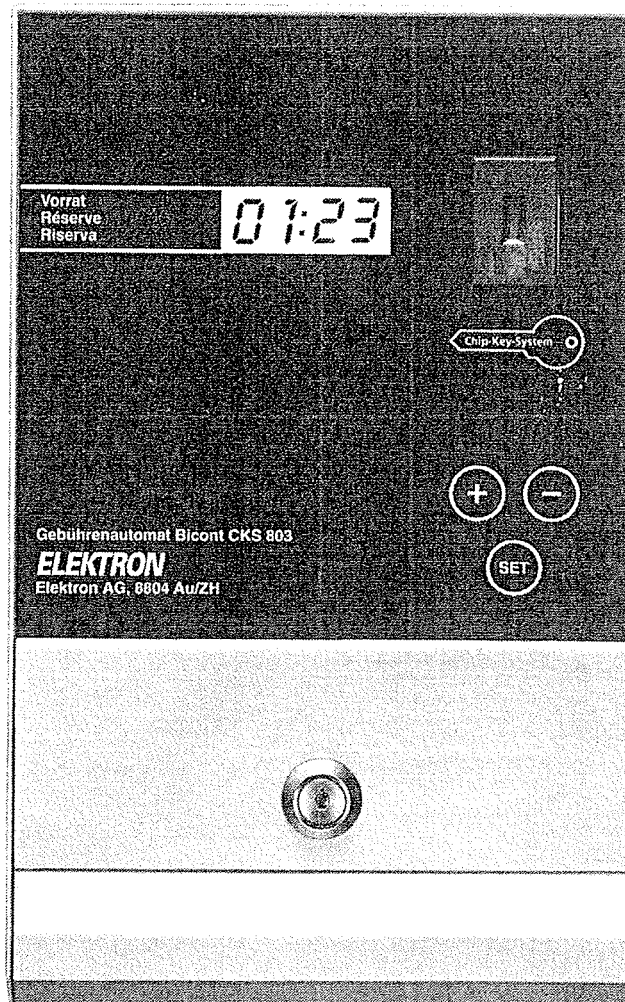 Vorrat
Réserve
Riserva
01:23
Chip-Key-System
+ −
SET
Gebührenautomat Bicont CKS 803
ELEKTRON
Elektron AG, 8804 Au/ZH